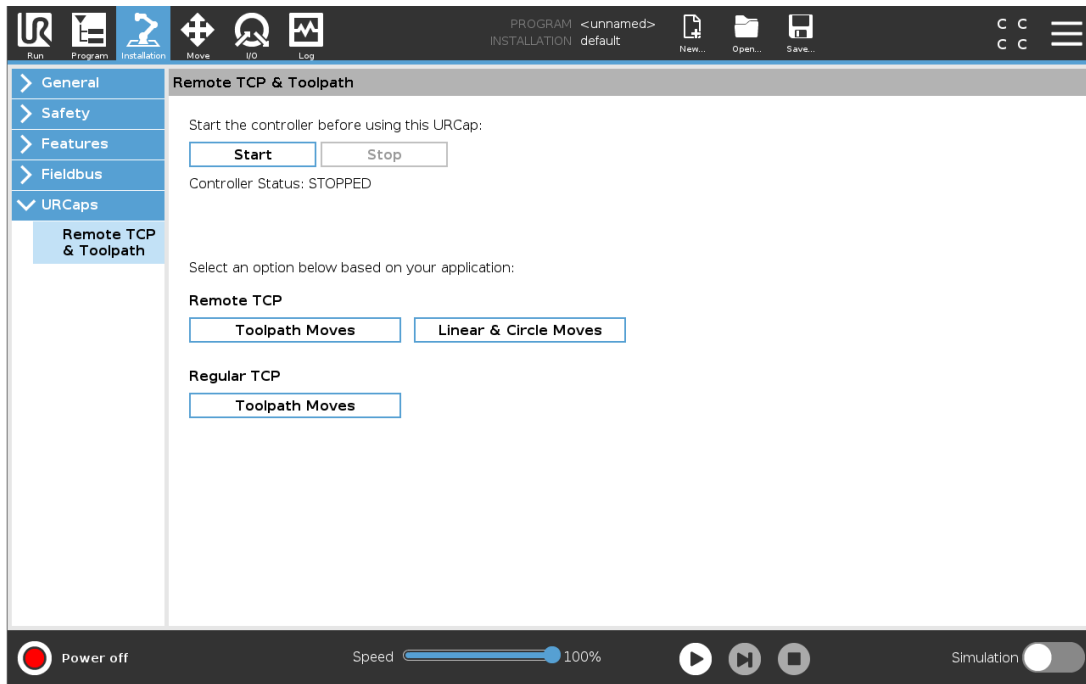 PROGRAM <unnamed>
INSTALLATION default
C C
C C
Run Program Installation Move I/O Log New... Open... Save...
General
Safety
Features
Fieldbus
URCaps
Remote TCP
& Toolpath
Remote TCP & Toolpath
Start the controller before using this URCap:
Start Stop
Controller Status: STOPPED
Select an option below based on your application:
Remote TCP
Toolpath Moves Linear & Circle Moves
Regular TCP
Toolpath Moves
Power off Speed 100% Simulation